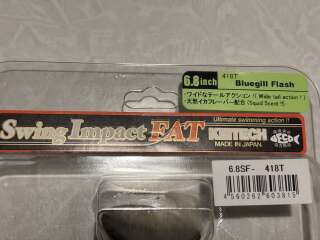 6.8inch
418T
Bluegill Flash
・ワイドなテールアクション!( Wide tail action ! )
・天然イカフレーバー配合 (Squid Scent !)
Swing Impact FAT
Ultimate swimming action !!
KEITECH
MADE IN JAPAN.
6.8SF- 418T
4560262603815